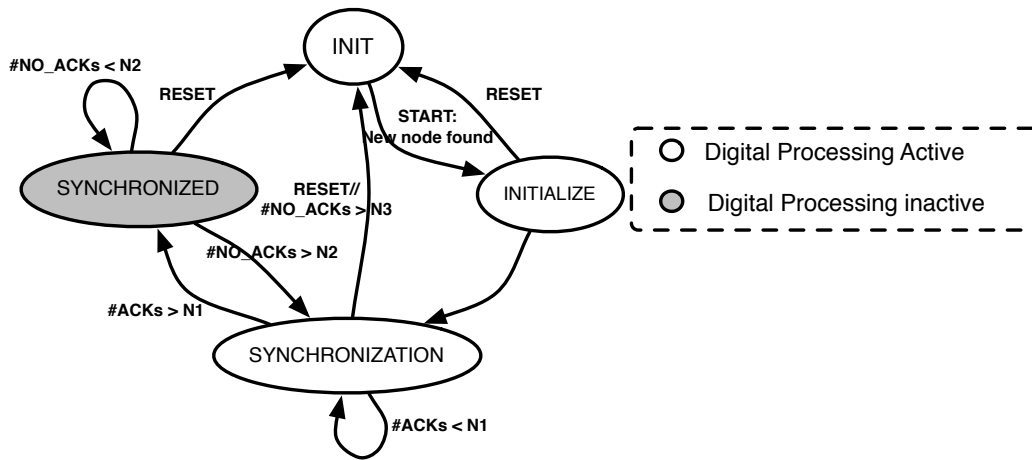 INIT
#NO_ACKs < N2
RESET
RESET
START:
New node found
Digital Processing Active
SYNCHRONIZED
INITIALIZE
RESET//
#NO_ACKs > N3
Digital Processing inactive
#NO_ACKs > N2
#ACKs > N1
SYNCHRONIZATION
#ACKs < N1